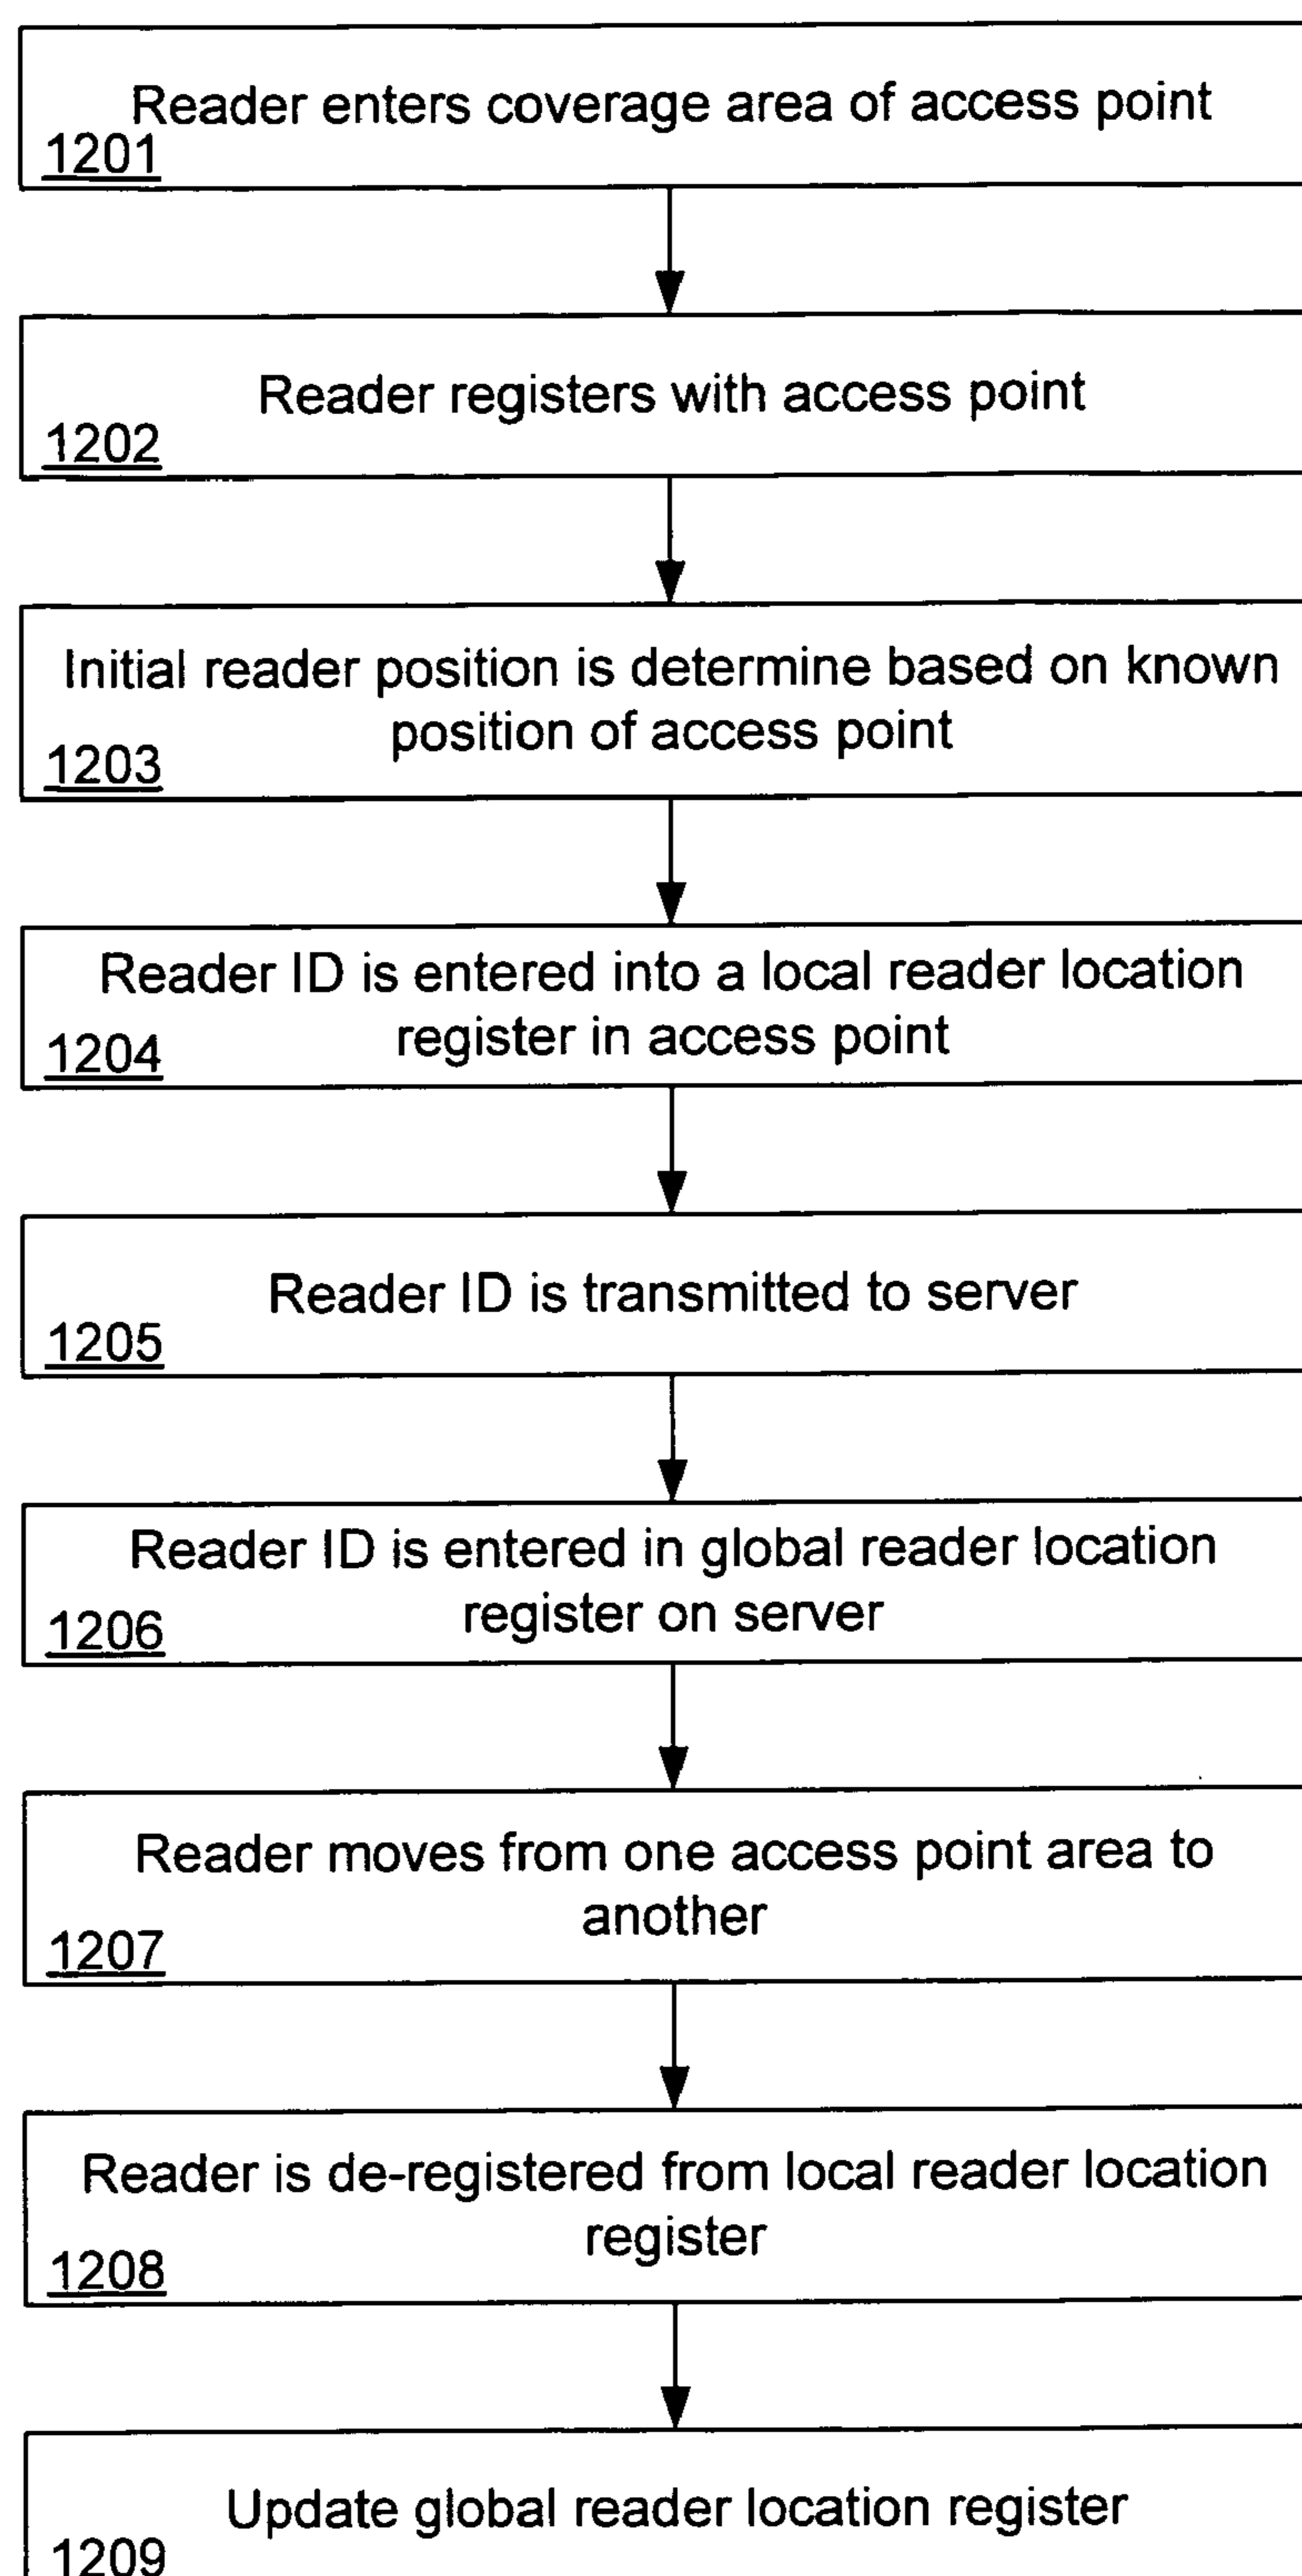 Reader enters coverage area of access point
1201
Reader registers with access point
1202
Initial reader position is determine based on known
position of access point
1203
Reader ID is entered into a local reader location
register in access point
1204
Reader ID is transmitted to server
1205
Reader ID is entered in global reader location
register on server
1206
Reader moves from one access point area to
another
1207
Reader is de-registered from local reader location
register
1208
Update global reader location register
1209